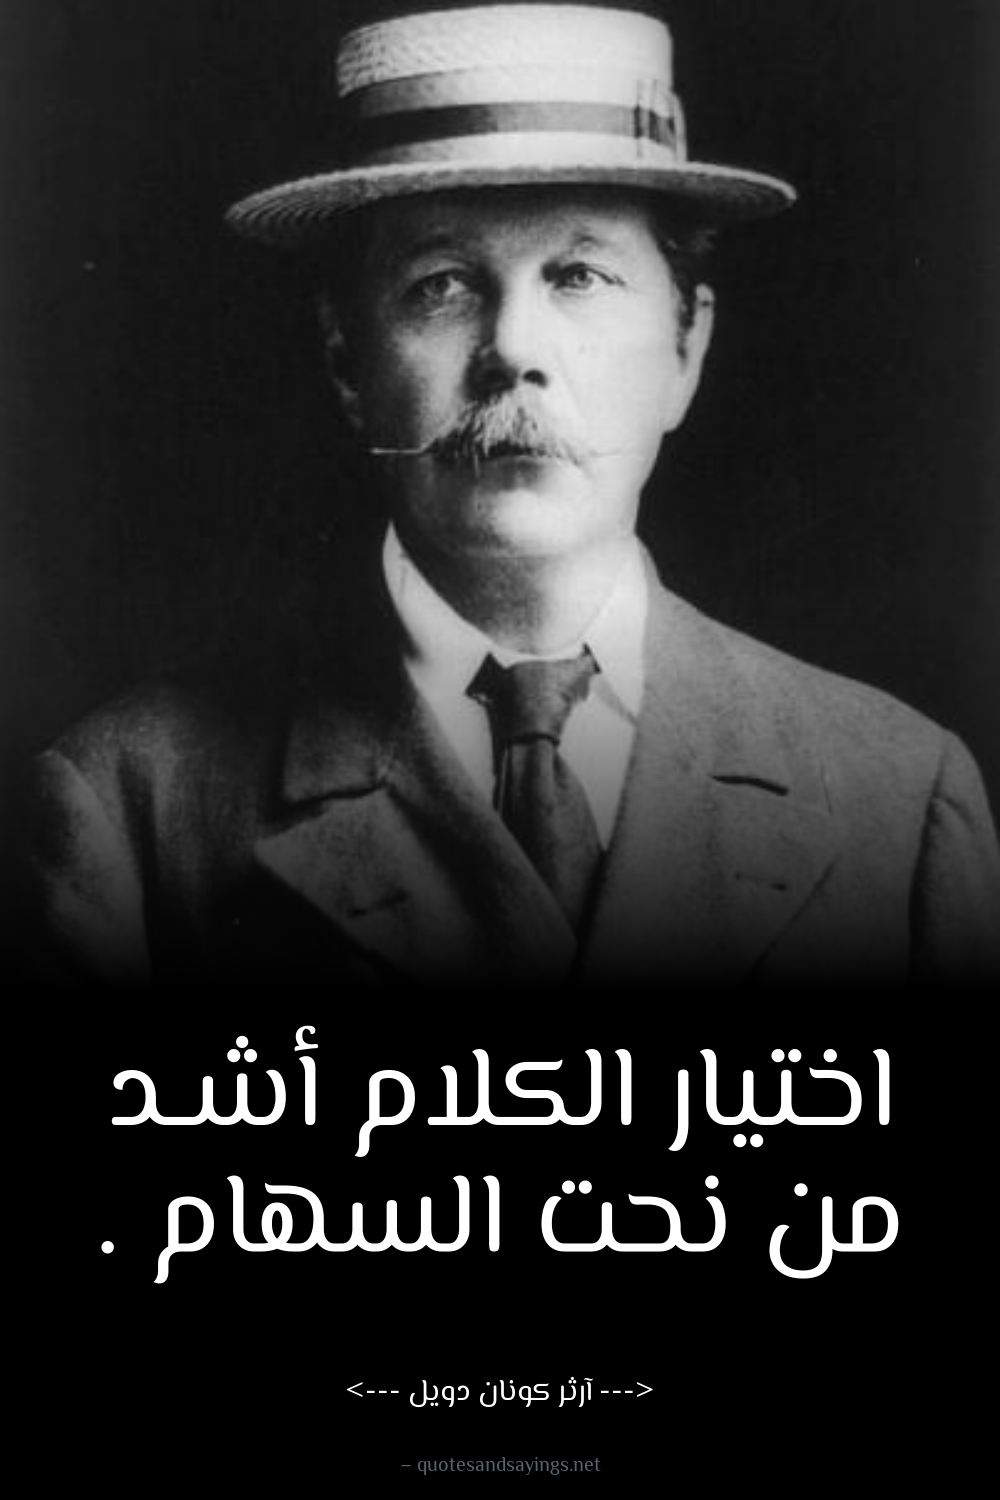 اختيار الكلام أشد
من نحت السهام .
<--- آرثر كونان دويل --->
– quotesandsayings.net